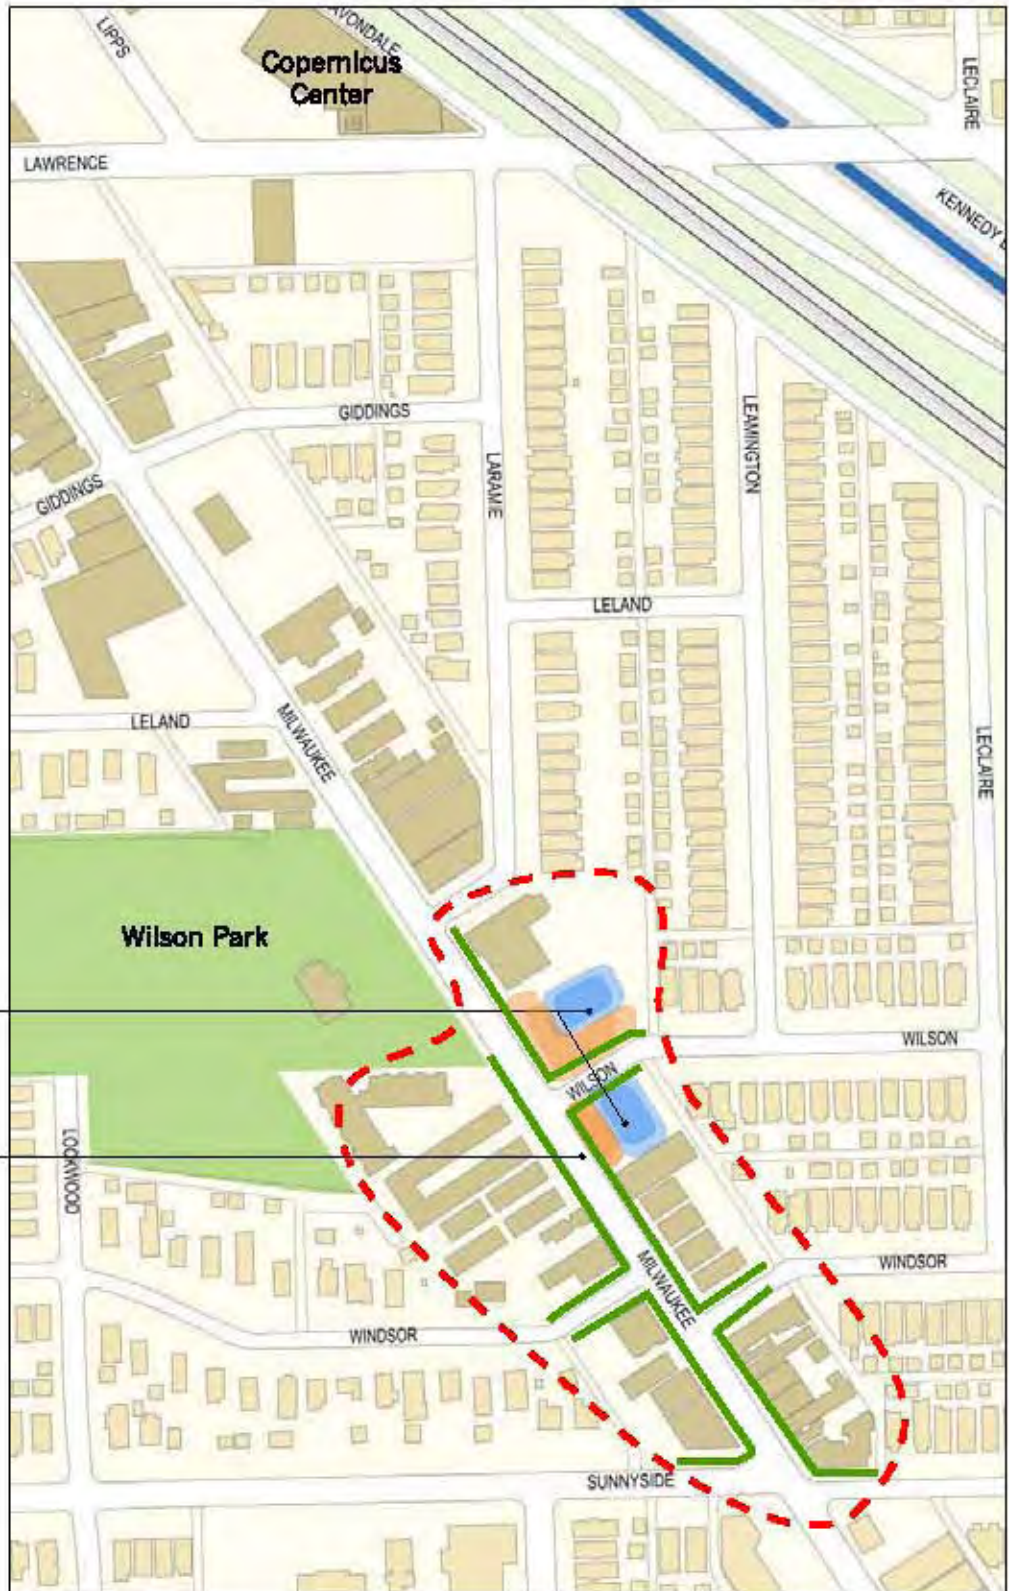 LIPPS
AVONDALE
Copernicus
Center
LECLAIRE
LAWRENCE
KENNEDY
GIDDINGS
LEAMINGTON
LARAMIE
GIDDINGS
LELAND
LELAND
MILWAUKEE
LECLAIRE
Wilson Park
WILSON
WILSON
LOCKWOOD
WINDSOR
MILWAUKEE
WINDSOR
SUNNYSIDE